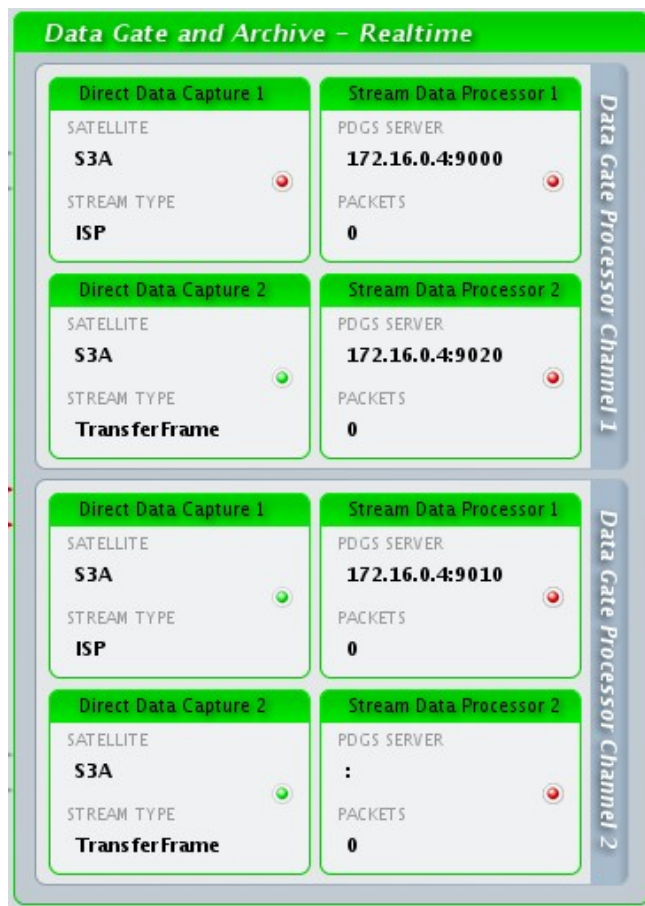 Data Gate and Archive - Realtime
Direct Data Capture 1
SATELLITE
S3A
STREAM TYPE
ISP
Stream Data Processor 1
PDGS SERVER
172.16.0.4:9000
PACKETS
0
Direct Data Capture 2
SATELLITE
S3A
STREAM TYPE
TransferFrame
Stream Data Processor 2
PDGS SERVER
172.16.0.4:9020
PACKETS
0
Data Gate Processor Channel 1
Direct Data Capture 1
SATELLITE
S3A
STREAM TYPE
ISP
Stream Data Processor 1
PDGS SERVER
172.16.0.4:9010
PACKETS
0
Direct Data Capture 2
SATELLITE
S3A
STREAM TYPE
TransferFrame
Stream Data Processor 2
PDGS SERVER
:
PACKETS
0
Data Gate Processor Channel 2